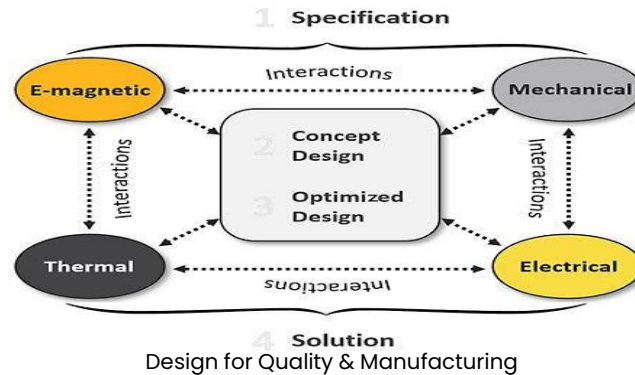 1 Specification
E-magnetic
Interactions
Mechanical
Interactions
2 Concept
Design
Interactions
3 Optimized
Design
Thermal
Interactions
Electrical
4 Solution
Design for Quality & Manufacturing